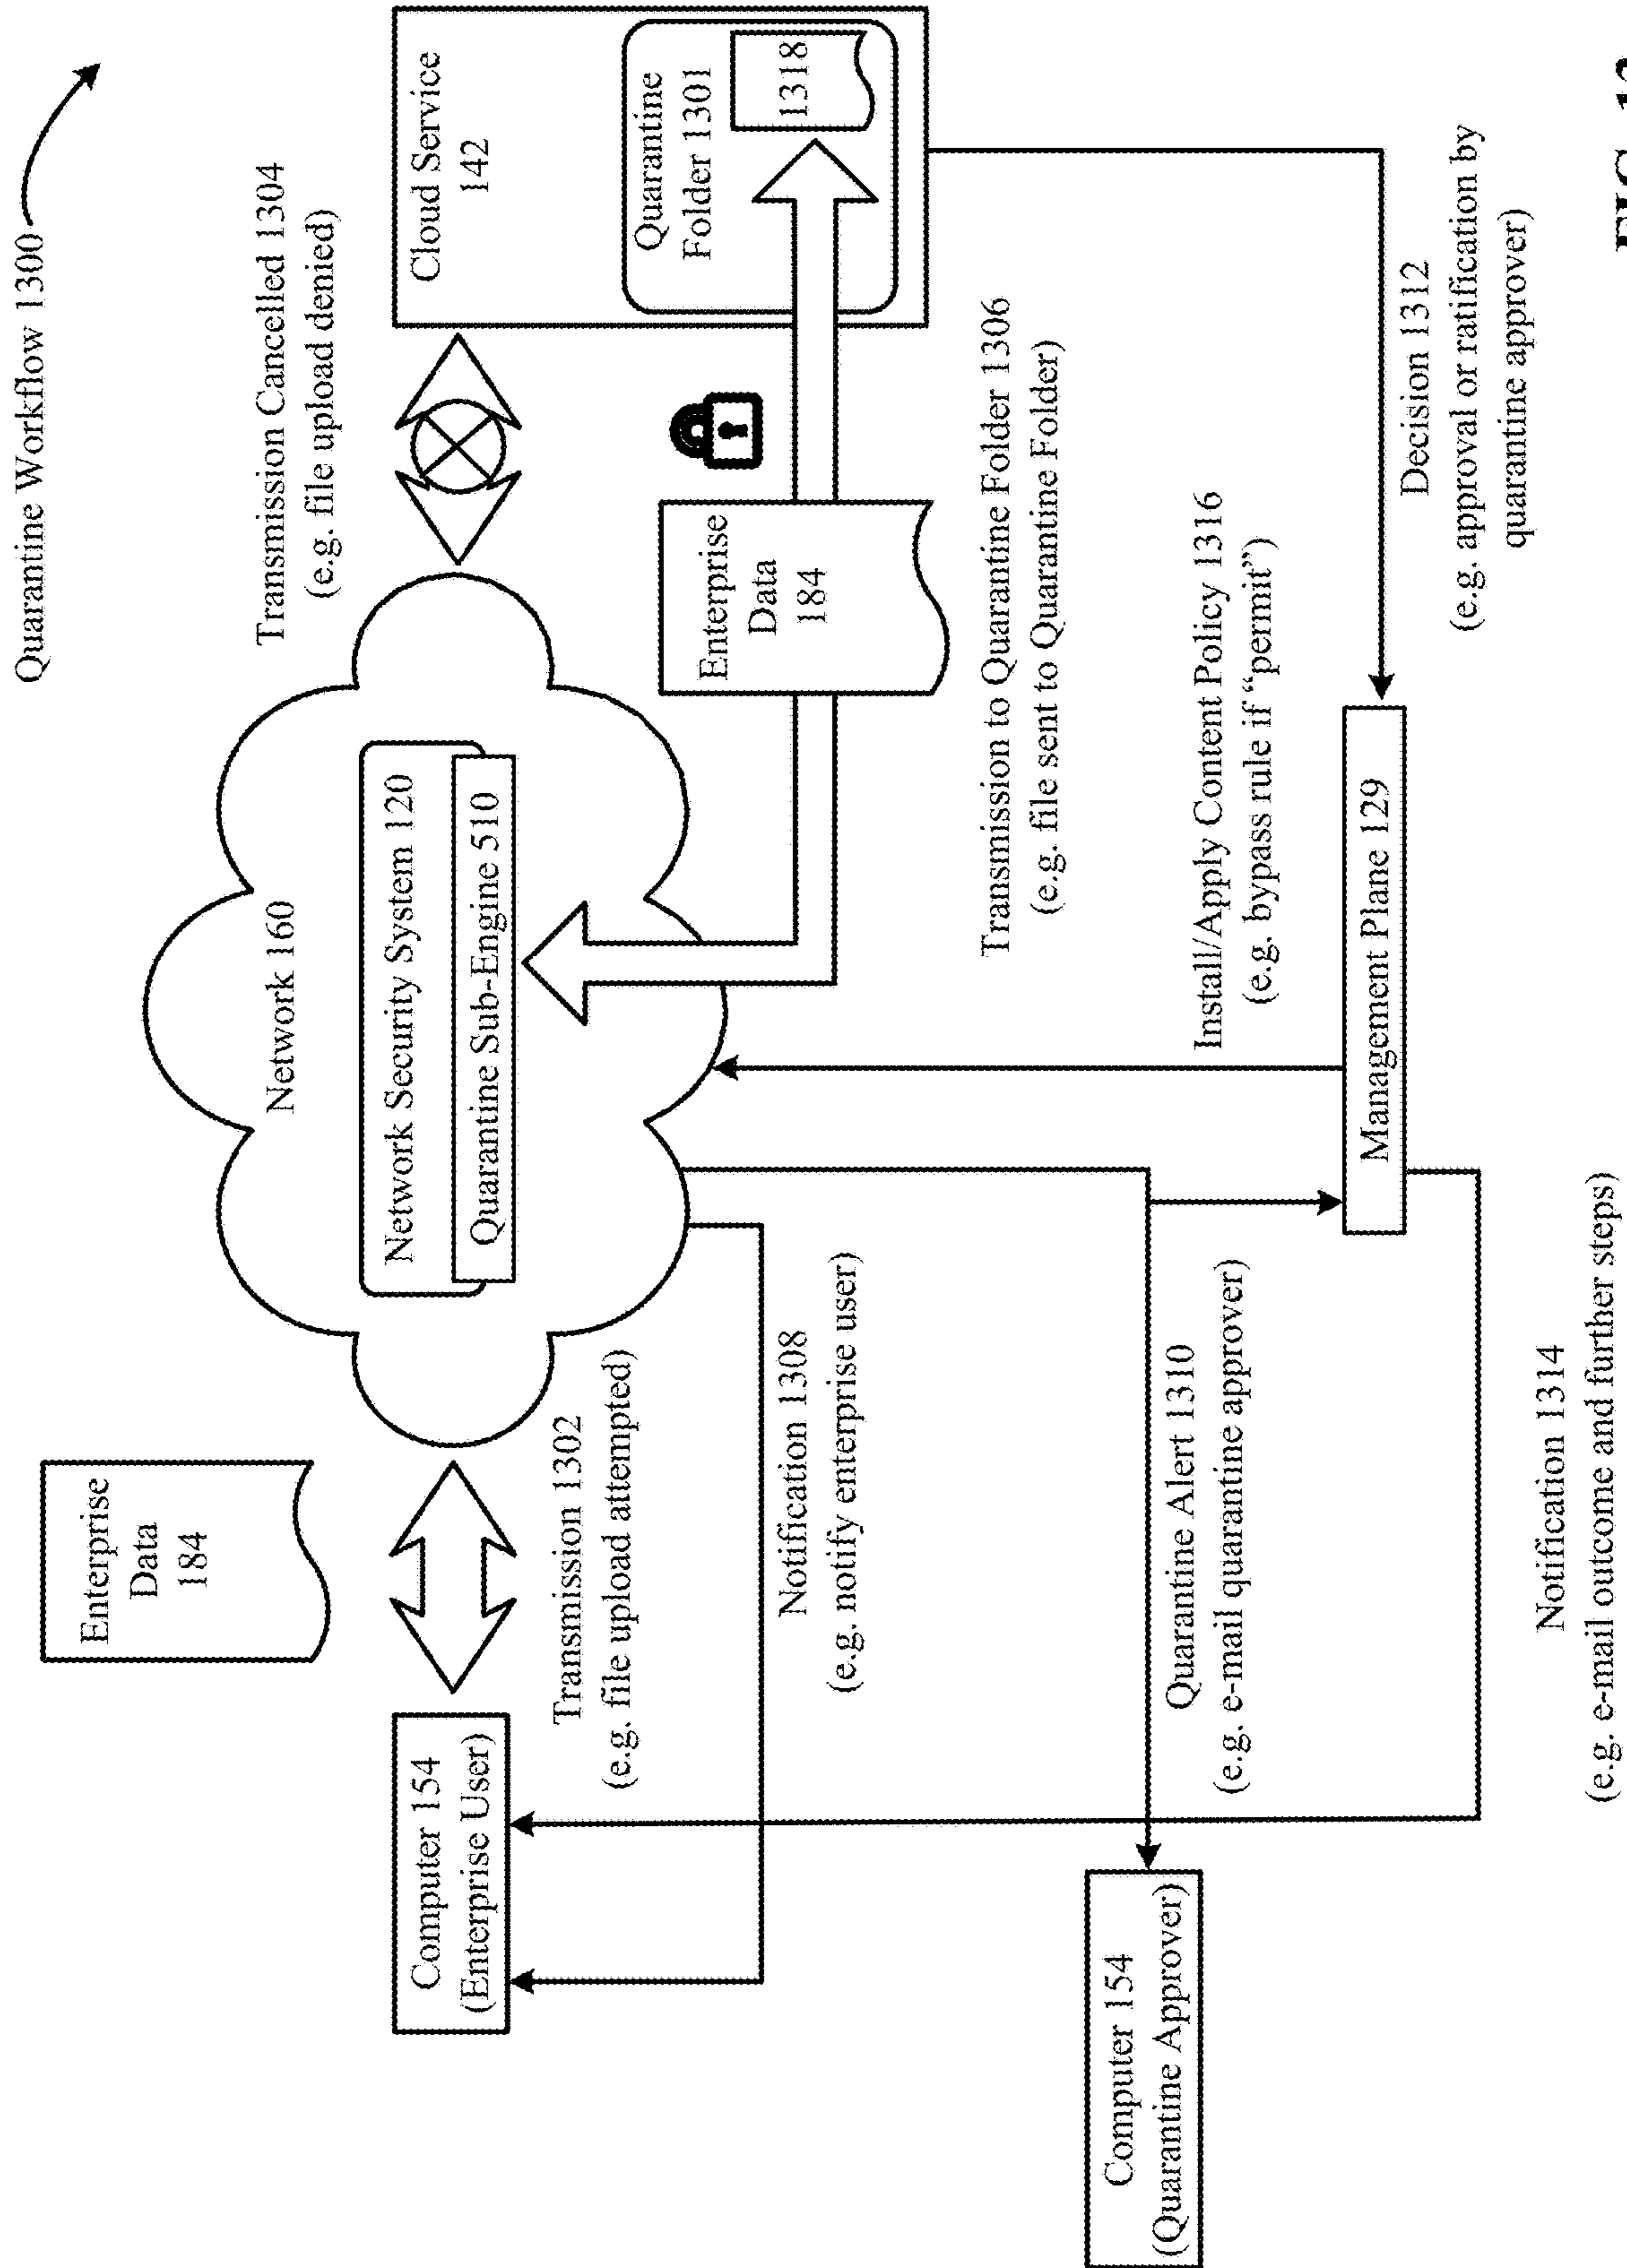 Quarantine Workflow 1300
Enterprise
Data
184
Computer 154
(Enterprise User)
Transmission 1302
(e.g. file upload attempted)
Network 160
Network Security System 120
Quarantine Sub-Engine 510
Transmission Cancelled 1304
(e.g. file upload denied)
Cloud Service
142
Quarantine
Folder 1301
1318
Enterprise
Data
184
Notification 1308
(e.g. notify enterprise user)
Transmission to Quarantine Folder 1306
(e.g. file sent to Quarantine Folder)
Computer 154
(Quarantine Approver)
Quarantine Alert 1310
(e.g. e-mail quarantine approver)
Install/Apply Content Policy 1316
(e.g. bypass rule if “permit”)
Management Plane 129
Decision 1312
(e.g. approval or ratification by
quarantine approver)
Notification 1314
(e.g. e-mail outcome and further steps)